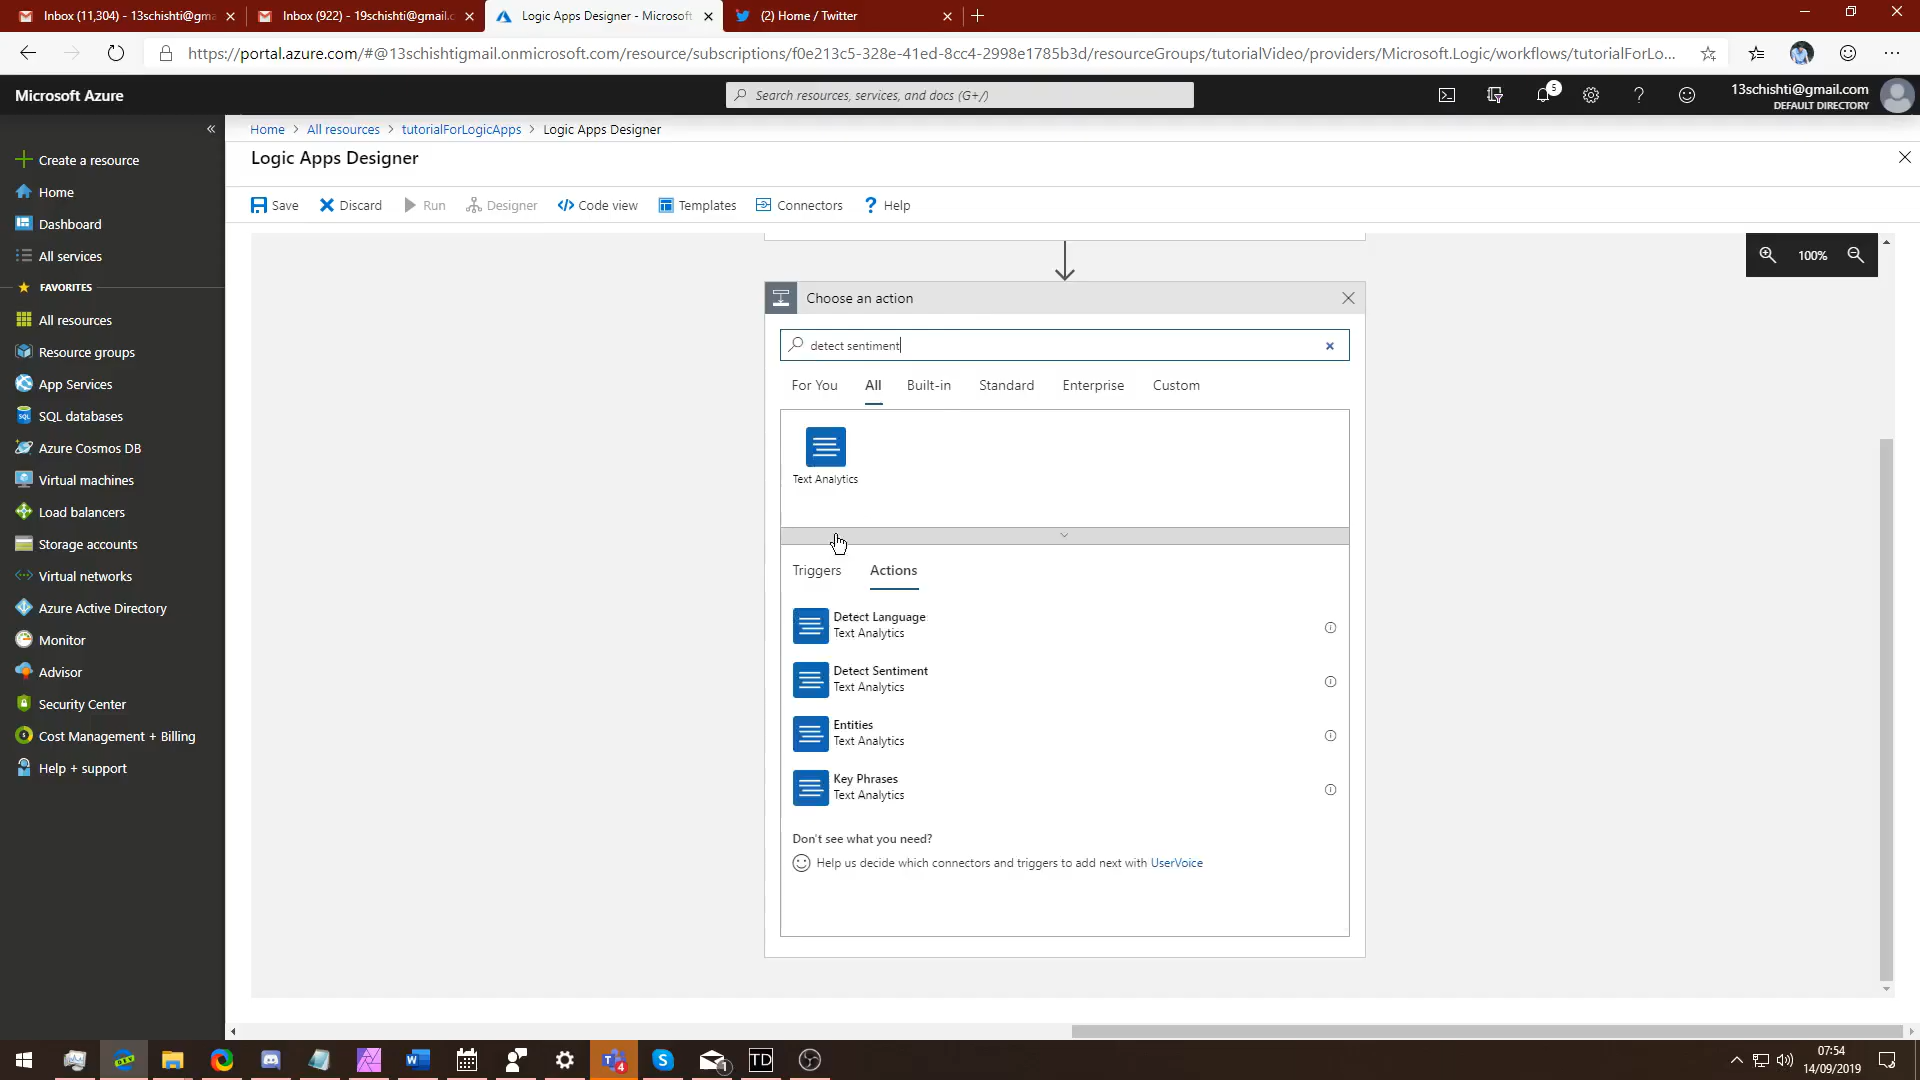 Inbox (11,304) - 13schishti@gma
Inbox (922) - 19schishti@gmail.c
Logic Apps Designer - Microsoft
(2) Home / Twitter
https://portal.azure.com/#@13schishtigmail.onmicrosoft.com/resource/subscriptions/f0e213c5-328e-41ed-8cc4-2998e1785b3d/resourceGroups/tutorialVideo/providers/Microsoft.Logic/workflows/tutorialForLo...
Microsoft Azure
Search resources, services, and docs (G+/)
5
13schishti@gmail.com
DEFAULT DIRECTORY
Home > All resources > tutorialForLogicApps > Logic Apps Designer
Logic Apps Designer
Save
Discard
Run
Designer
Code view
Templates
Connectors
Help
Create a resource
Home
Dashboard
All services
FAVORITES
All resources
Resource groups
App Services
SQL databases
Azure Cosmos DB
Virtual machines
Load balancers
Storage accounts
Virtual networks
Azure Active Directory
Monitor
Advisor
Security Center
Cost Management + Billing
Help + support
100%
Choose an action
detect sentiment
For You
All
Built-in
Standard
Enterprise
Custom
Text Analytics
Triggers
Actions
Detect Language
Text Analytics
Detect Sentiment
Text Analytics
Entities
Text Analytics
Key Phrases
Text Analytics
Don't see what you need?
Help us decide which connectors and triggers to add next with UserVoice
DEV
4
1
TD
07:54
14/09/2019